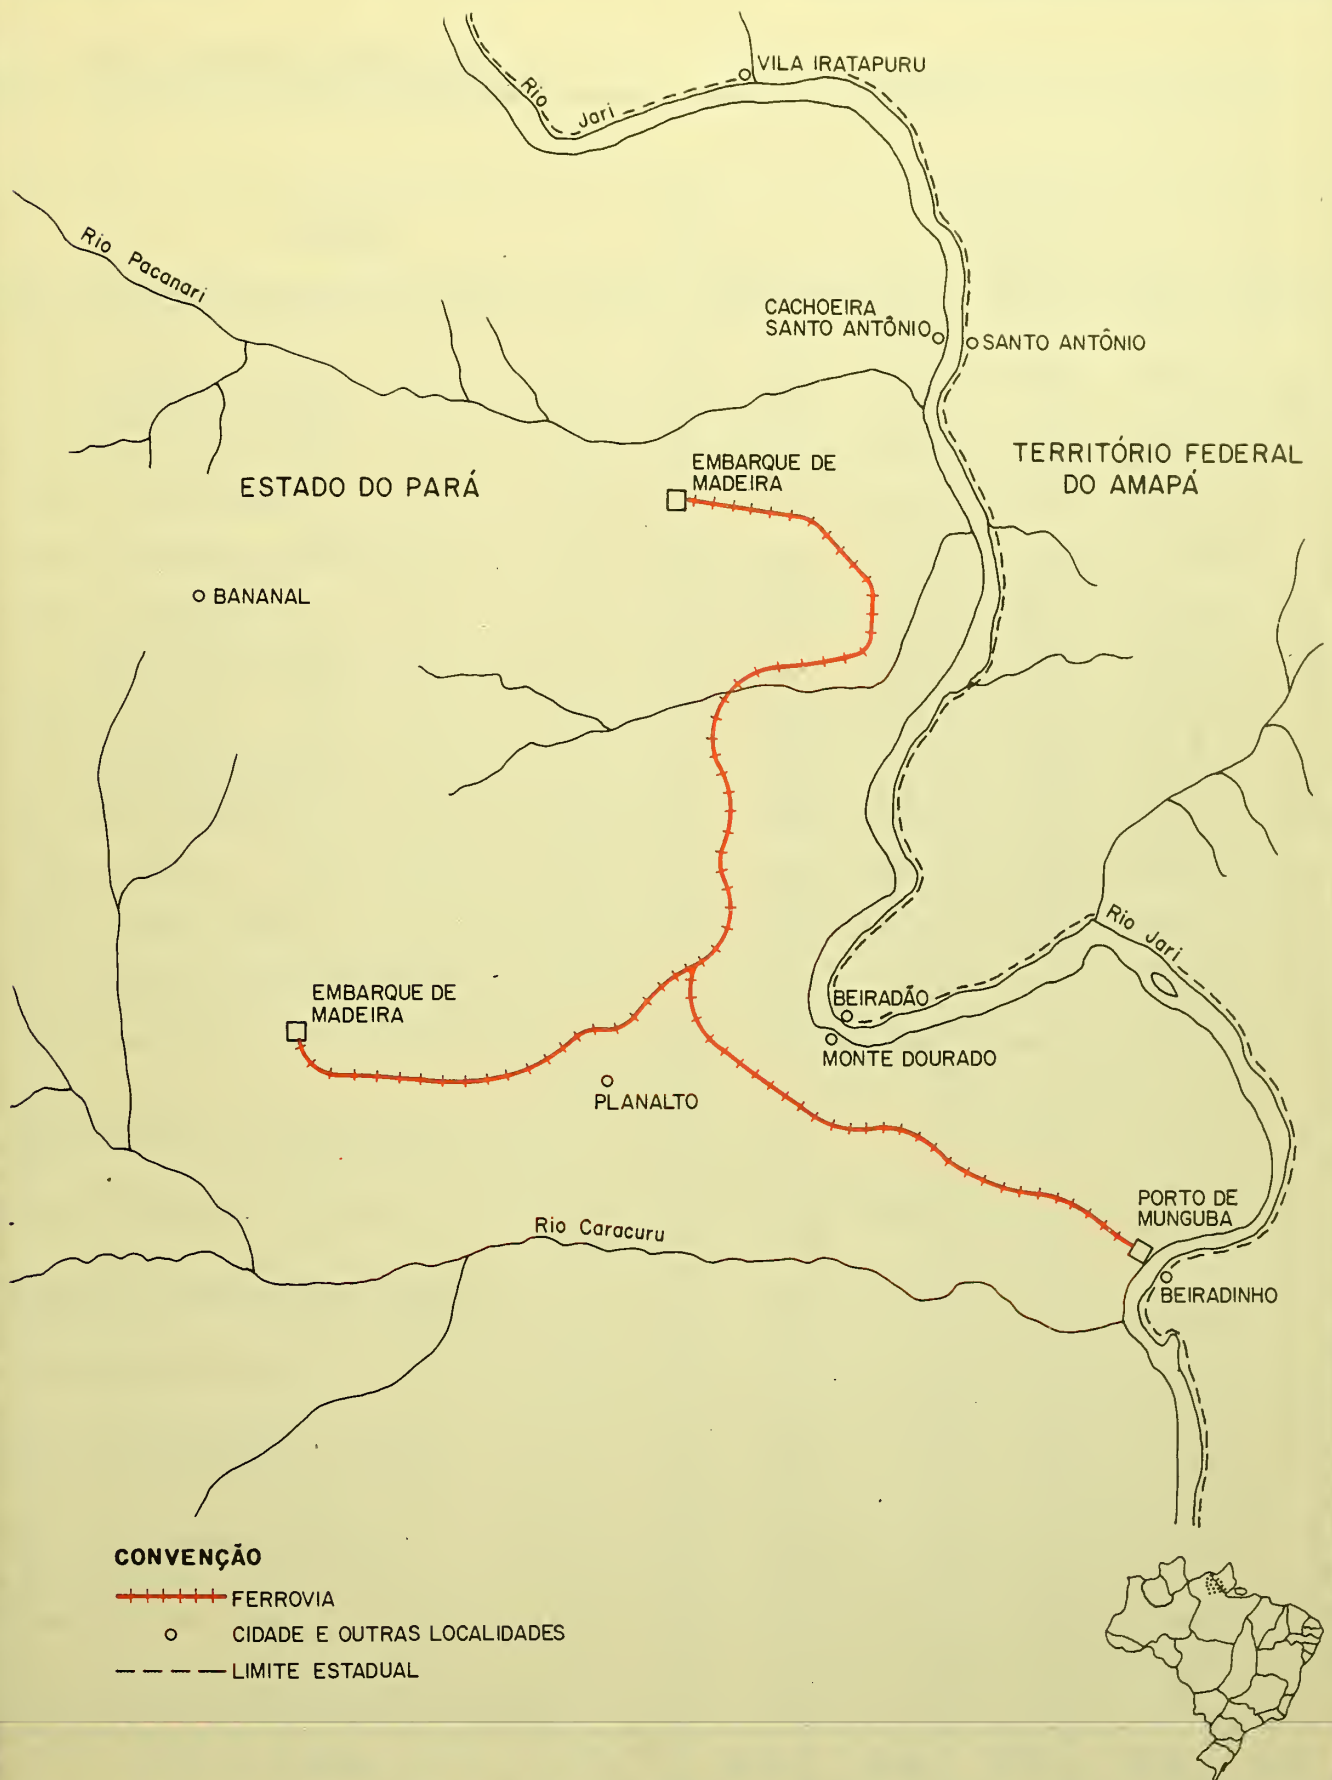 VILA IRATAPURU
Rio Jari
Rio Pacanari
CACHOEIRA
SANTO ANTÔNIO
SANTO ANTÔNIO
TERRITÓRIO FEDERAL
DO AMAPÁ
EMBARQUE DE
MADEIRA
ESTADO DO PARÁ
BANANAL
Rio Jari
EMBARQUE DE
MADEIRA
BEIRADÃO
MONTE DOURADO
PLANALTO
PORTO DE
MUNGUBA
Rio Caracuru
BEIRADINHO
CONVENÇÃO
FERROVIA
CIDADE E OUTRAS LOCALIDADES
LIMITE ESTADUAL